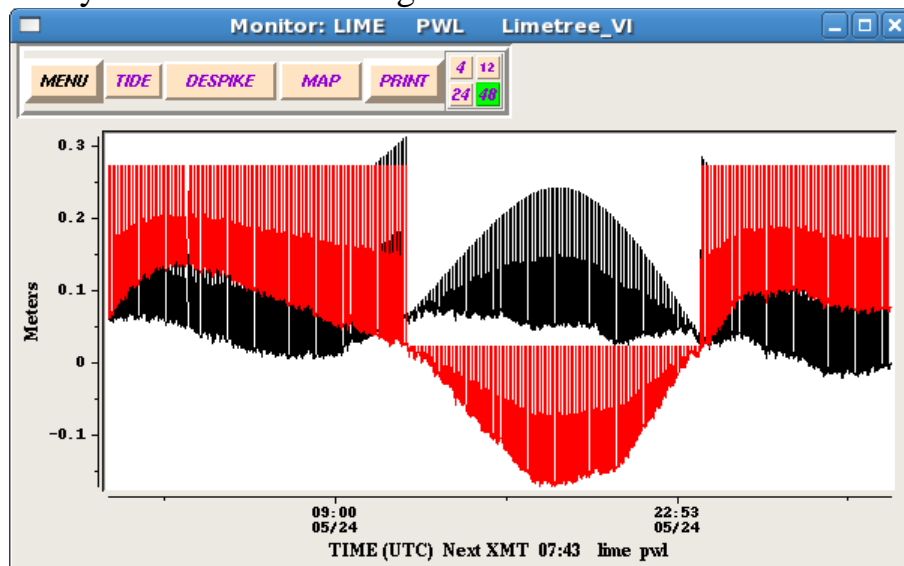 Monitor: LIME PWL Limetree_VI
MENU TIDE DESPIKE MAP PRINT 4 12
24 48
0.3
0.2
0.1
0
-0.1
Meters
09:00 22:53
05/24 05/24
TIME (UTC) Next XMT 07:43 lime pwl